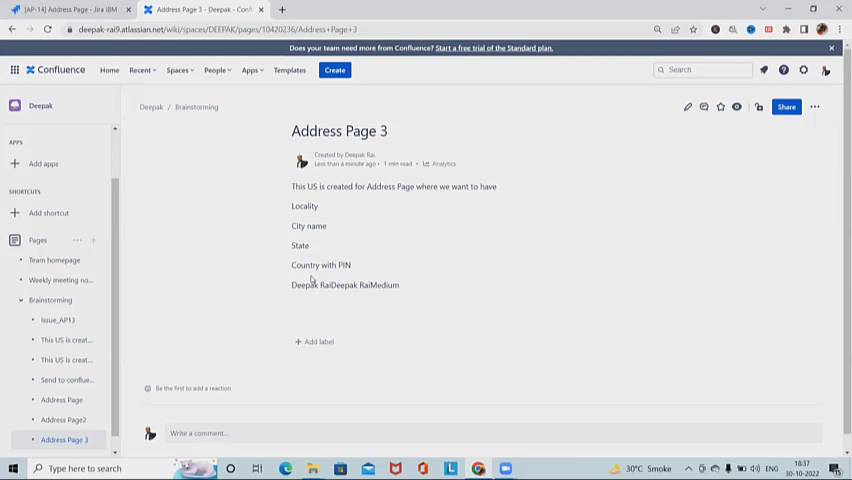 [AP-14] Address Page - Jira IBM
Address Page 3 - Deepak - Conf
deepak-rai9.atlassian.net/wiki/spaces/DEEPAK/pages/10420236/Address+Page+3
Does your team need more from Confluence? Start a free trial of the Standard plan.
Confluence
Home
Recent
Spaces
People
Apps
Templates
Create
Search
Deepak
Deepak / Brainstorming
Share
Address Page 3
APPS
Created by Deepak Rai
Less than a minute ago • 1 min read • Analytics
Add apps
This US is created for Address Page where we want to have
SHORTCUTS
Locality
Add shortcut
City name
Pages
State
Team homepage
Country with PIN
Weekly meeting no...
Deepak RaiDeepak RaiMedium
Brainstorming
Issue_AP13
This US is creat...
Add label
This US is creat...
Send to conflue...
Be the first to add a reaction
Address Page
Address Page2
Write a comment...
Address Page 3
Type here to search
30°C Smoke
ENG
18:37
30-10-2022